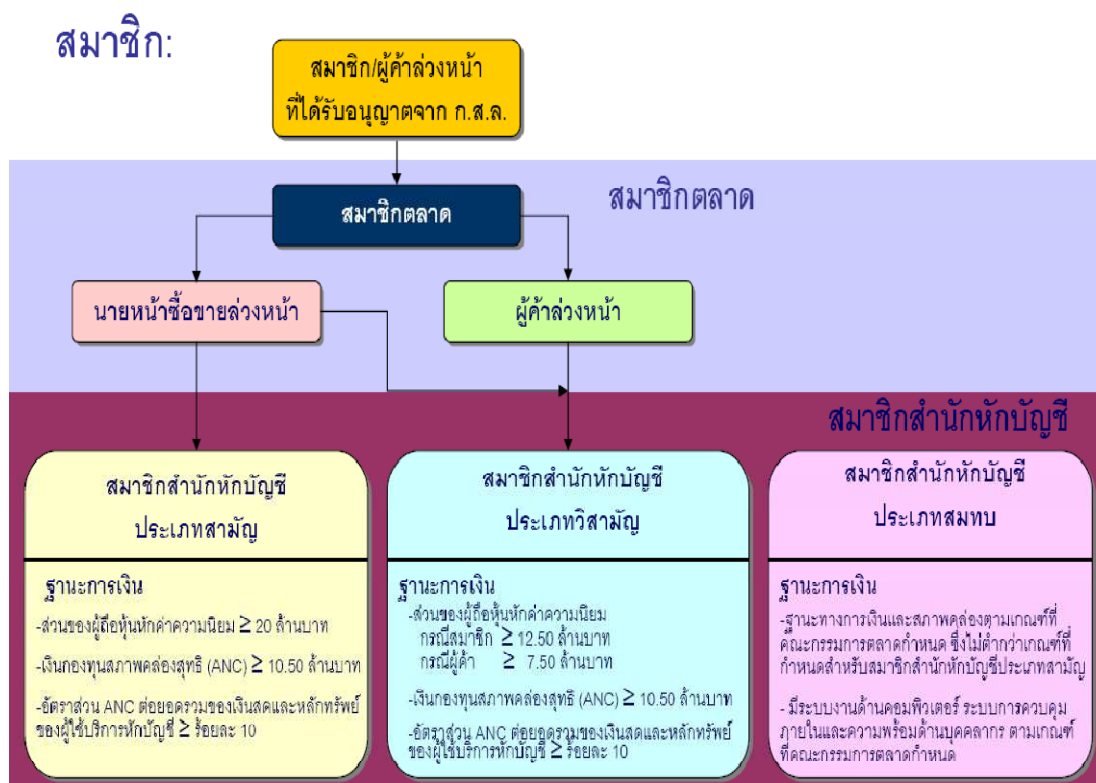 สมาชิก:
สมาชิก/ผู้ค้าล่วงหน้า
ที่ได้รับอนุญาตจาก ก.ส.ล.
สมาชิกตลาด
สมาชิกตลาด
นายหน้าซื้อขายล่วงหน้า
ผู้ค้าล่วงหน้า
สมาชิกสำนักหักบัญชี
สมาชิกสำนักหักบัญชี
ประเภทสามัญ
ฐานะการเงิน
-ส่วนของผู้ถือหุ้นหักค่าความนิยม ≥ 20 ล้านบาท
-เงินกองทุนสภาพคล่องสุทธิ (ANC) ≥ 10.50 ล้านบาท
-อัตราส่วน ANC ต่อยอดรวมของเงินสดและหลักทรัพย์
ของผู้ใช้บริการหักบัญชี ≥ ร้อยละ 10
สมาชิกสำนักหักบัญชี
ประเภทวิสามัญ
ฐานะการเงิน
-ส่วนของผู้ถือหุ้นหักค่าความนิยม
กรณีสมาชิก ≥ 12.50 ล้านบาท
กรณีผู้ค้า ≥ 7.50 ล้านบาท
-เงินกองทุนสภาพคล่องสุทธิ (ANC) ≥ 10.50 ล้านบาท
-อัตราส่วน ANC ต่อยอดรวมของเงินสดและหลักทรัพย์
ของผู้ใช้บริการหักบัญชี ≥ ร้อยละ 10
สมาชิกสำนักหักบัญชี
ประเภทสมทบ
ฐานะการเงิน
-ฐานะทางการเงินและสภาพคล่องตามเกณฑ์ที่
คณะกรรมการตลาดกำหนด ซึ่งไม่ต่ำกว่าเกณฑ์ที่
กำหนดสำหรับสมาชิกสำนักหักบัญชีประเภทสามัญ
- มีระบบงานด้านคอมพิวเตอร์ ระบบการควบคุม
ภายในและความพร้อมด้านบุคคลากร ตามเกณฑ์
ที่คณะกรรมการตลาดกำหนด